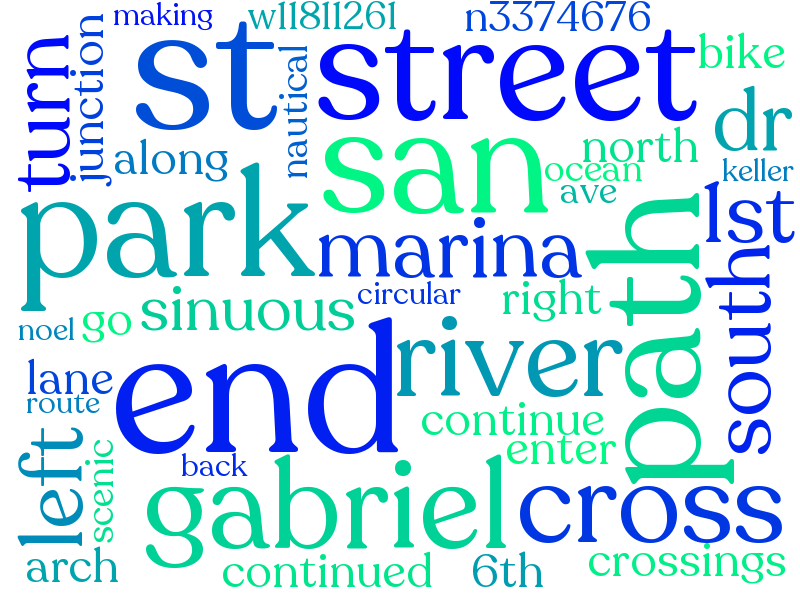 making
w11811261
n3374676
turn
junction
st
street
bike
nautical
dr
along
san
north
ocean
keller
ave
park
1st
marina
path
south
circular
right
sinuous
go
noel
end
river
lane
route
continue
left
scenic
back
enter
gabriel
cross
arch
continued
6th
crossings